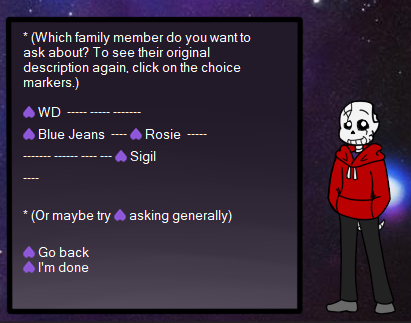 * (Which family member do you want to
ask about? To see their original
description again, click on the choice
markers.)
WD ----- ----- -------
Blue Jeans ---- Rosie -----
------- ------ ---- --- Sigil
----
* (Or maybe try asking generally)
Go back
I'm done